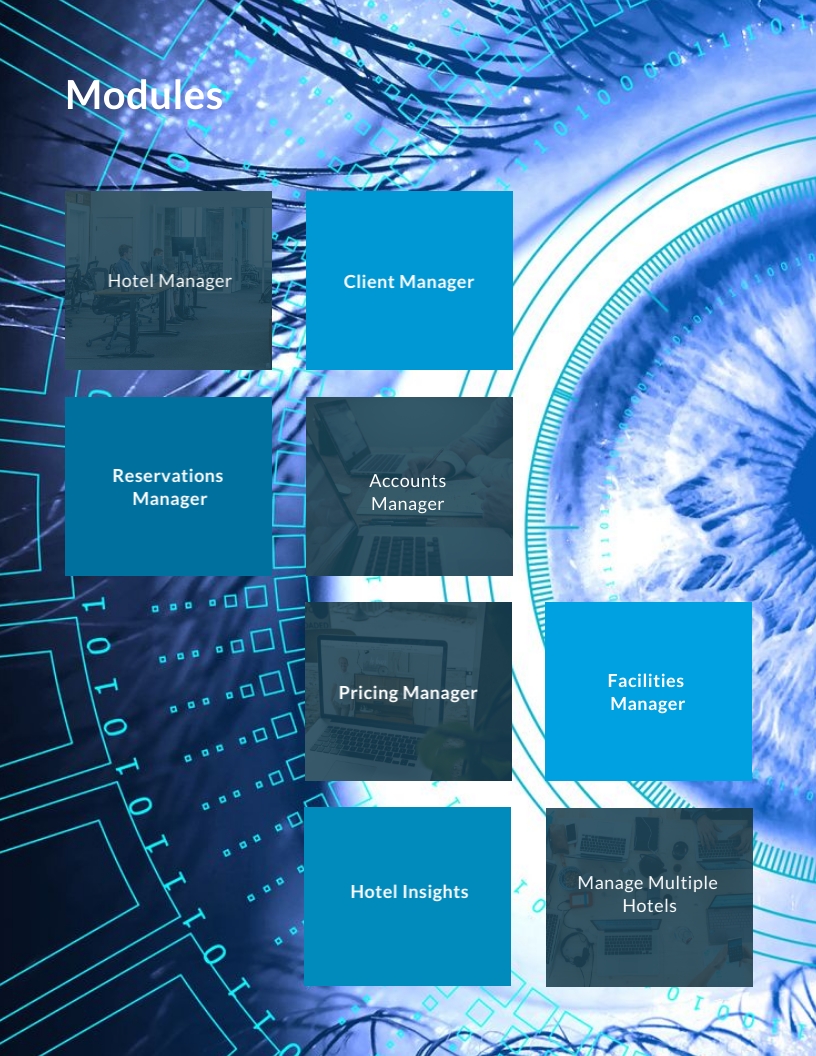 Modules
Hotel Manager
Client Manager
Reservations
Manager
Accounts
Manager
Pricing Manager
Facilities
Manager
Hotel Insights
Manage Multiple
Hotels